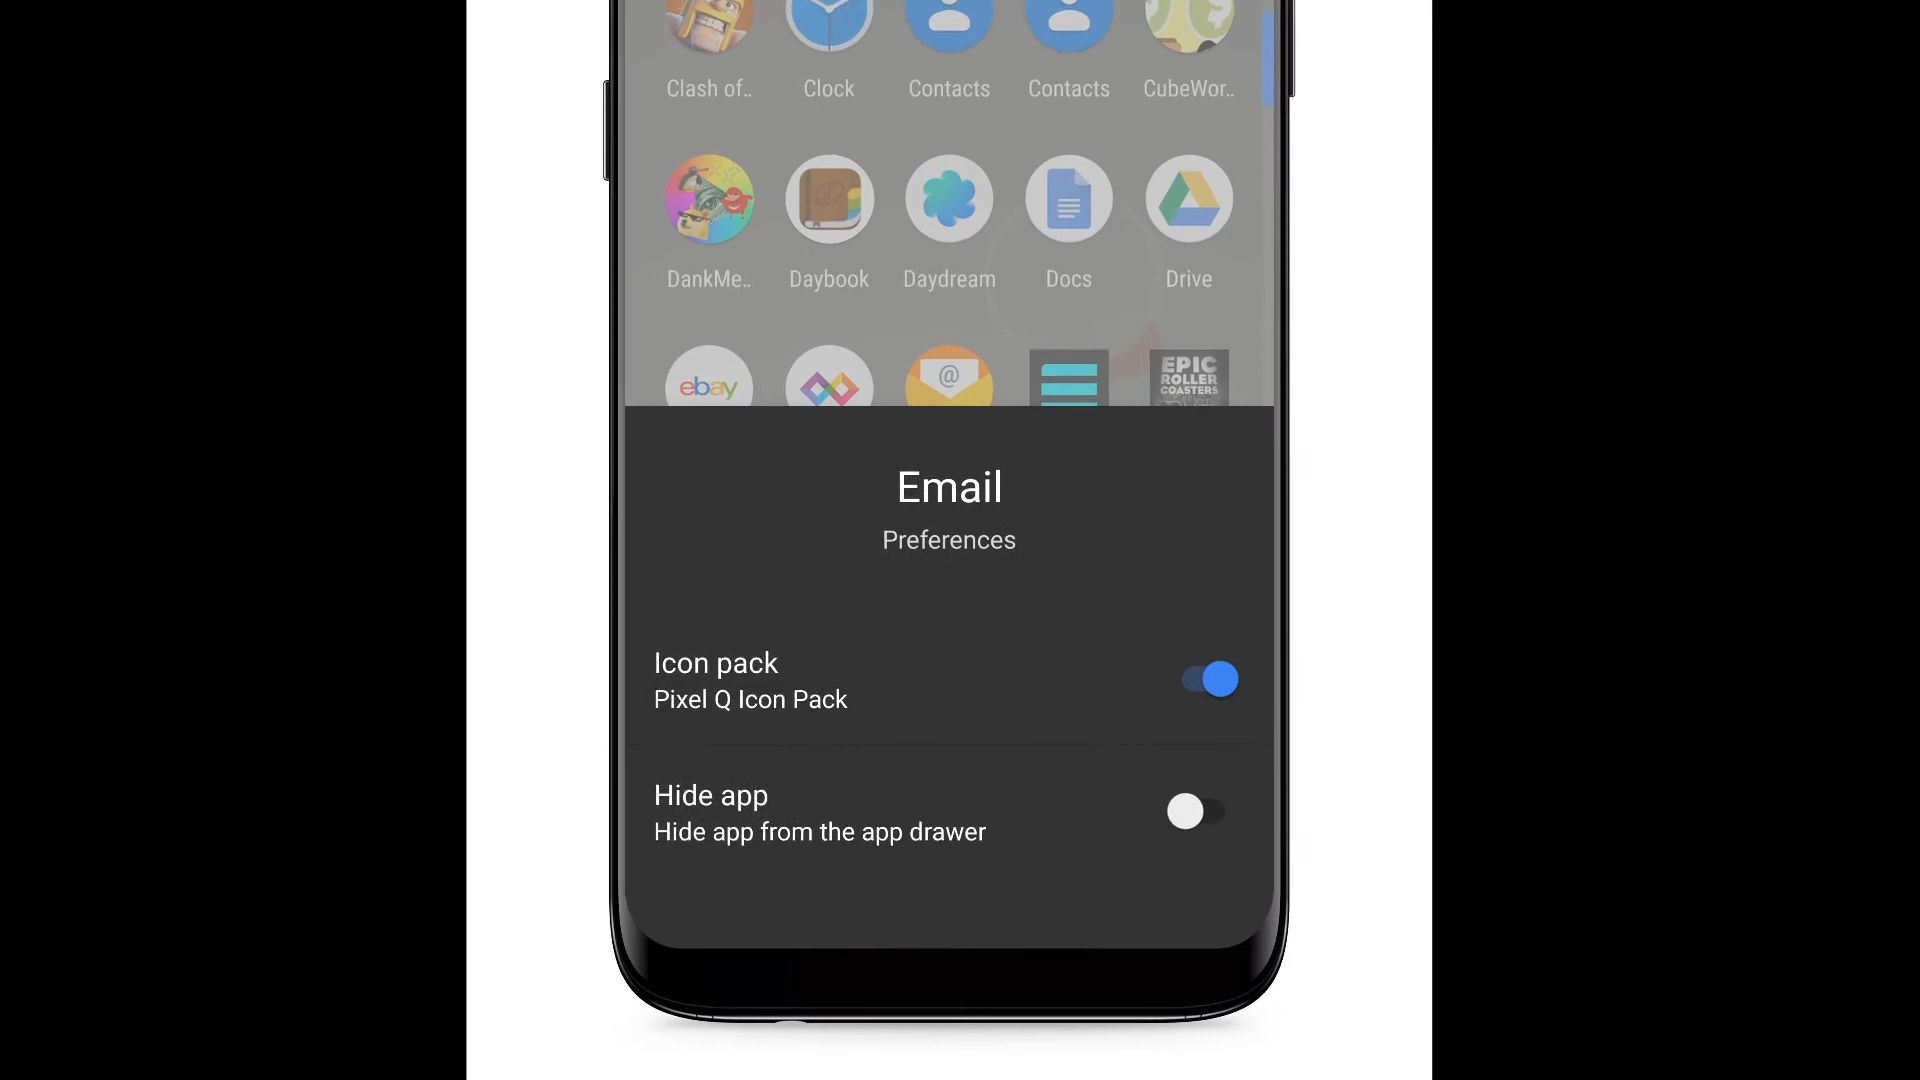 Clash of.. Clock Contacts Contacts CubeWor..
DankMe.. Daybook Daydream Docs Drive
ebay @ EPIC
ROLLER
COASTERS
Email
Preferences
Icon pack
Pixel Q Icon Pack
Hide app
Hide app from the app drawer